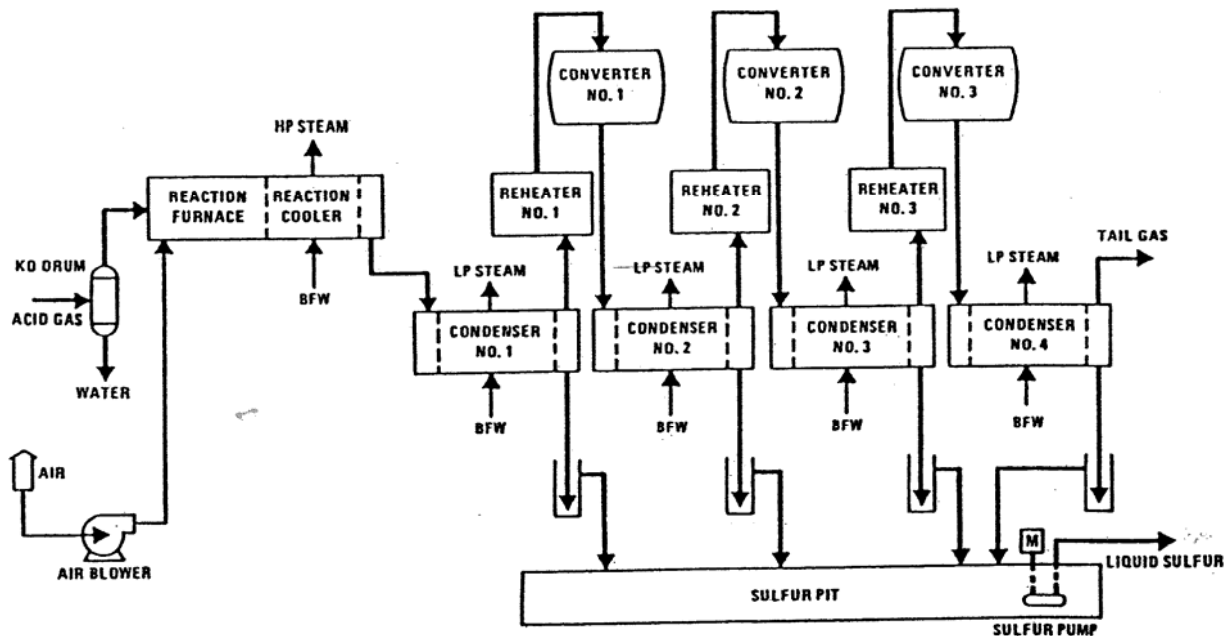 CONVERTER
NO. 1
CONVERTER
NO. 2
CONVERTER
NO. 3
HP STEAM
REACTION
FURNACE
REACTION
COOLER
REHEATER
NO. 1
REHEATER
NO. 2
REHEATER
NO. 3
TAIL GAS
KO DRUM
ACID GAS
BFW
LP STEAM
LP STEAM
LP STEAM
LP STEAM
CONDENSER
NO. 1
CONDENSER
NO. 2
CONDENSER
NO. 3
CONDENSER
NO. 4
WATER
BFW
BFW
BFW
BFW
AIR
AIR BLOWER
M
LIQUID SULFUR
SULFUR PIT
SULFUR PUMP